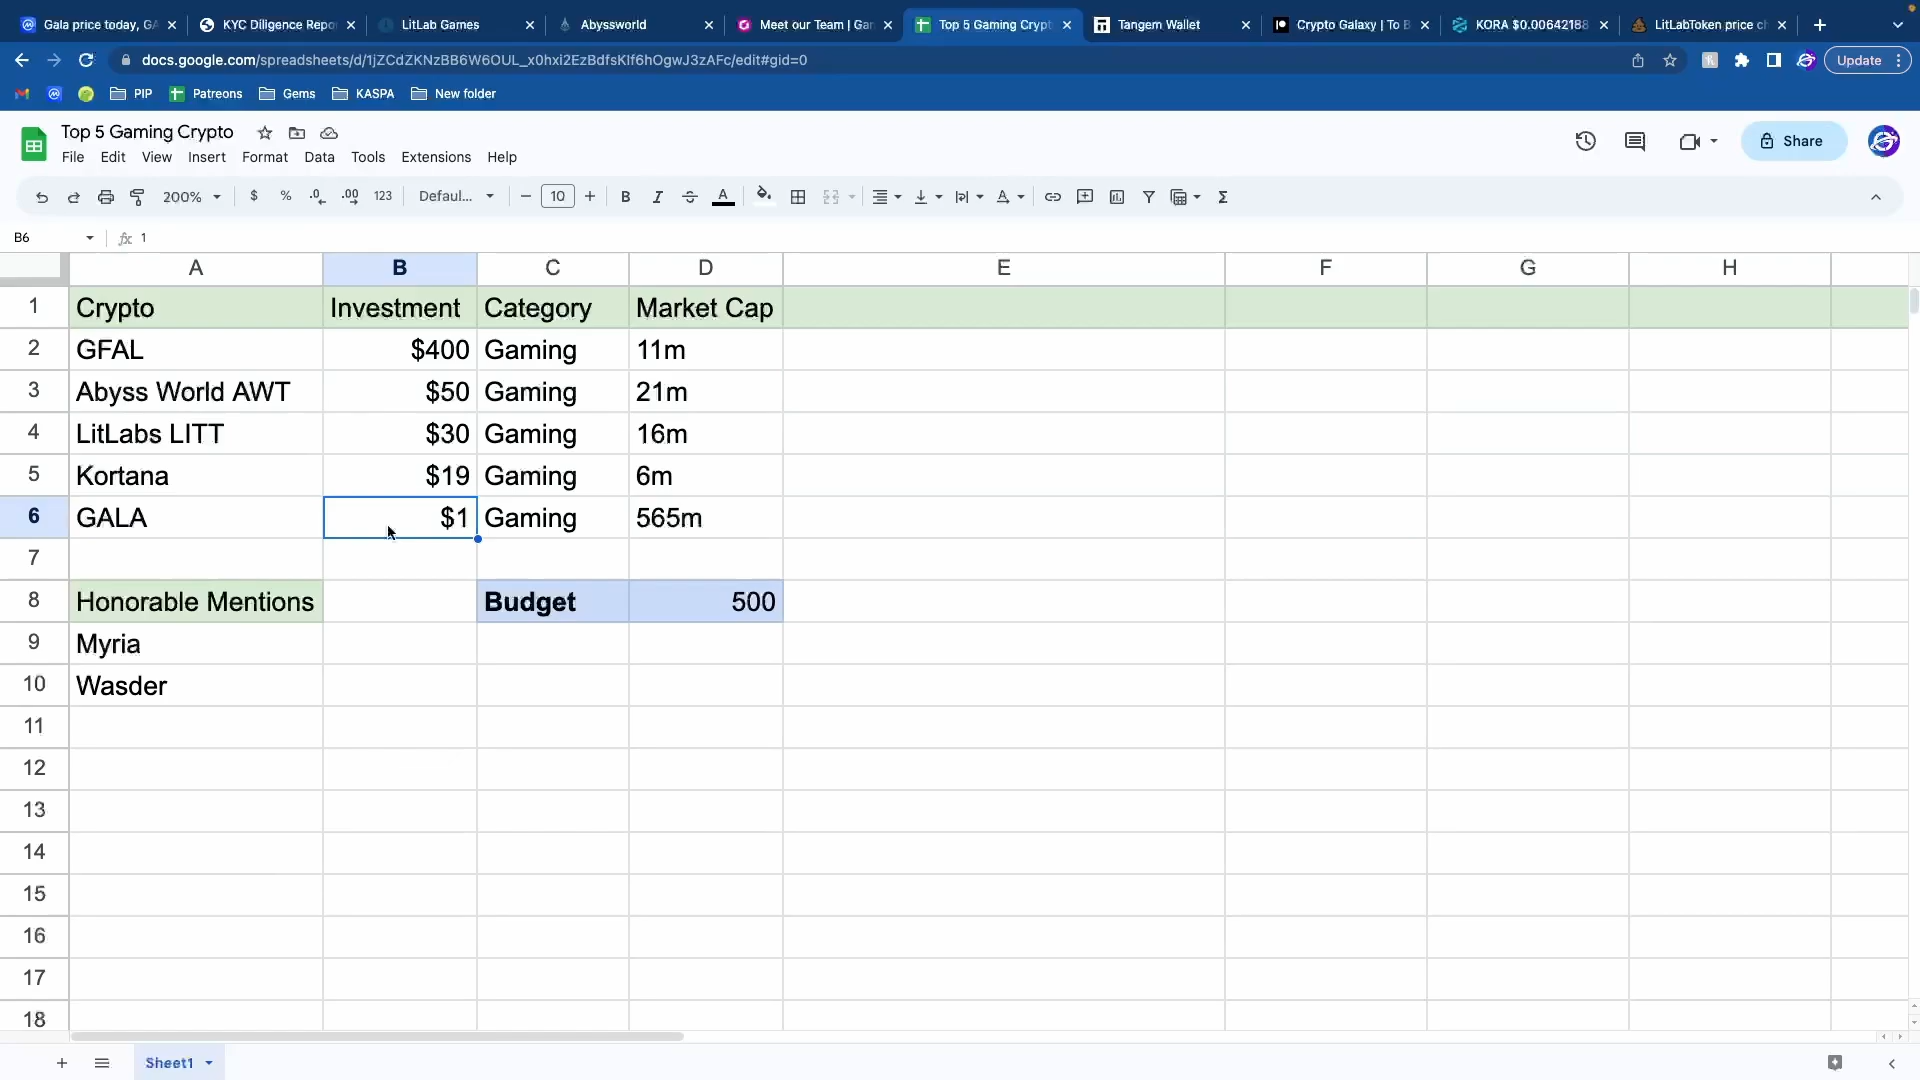 Gala price today, GA
KYC Diligence Repo
LitLab Games
Abyssworld
Meet our Team | Gan
Top 5 Gaming Crypt
Tangem Wallet
Crypto Galaxy | To B
KORA $0.00642188
LitLabToken price ch
docs.google.com/spreadsheets/d/1jZCdZKNzBB6W6OUL_x0hxi2EzBdfsKlf6hOgwJ3zAFc/edit#gid=0
Update
PIP
Patreons
Gems
KASPA
New folder
Top 5 Gaming Crypto
File Edit View Insert Format Data Tools Extensions Help
Share
200% $ % .0 .00 123 Defaul... − 10 + B I A
B6 fx 1
A B C D E F G H
1 Crypto Investment Category Market Cap
2 GFAL $400 Gaming 11m
3 Abyss World AWT $50 Gaming 21m
4 LitLabs LITT $30 Gaming 16m
5 Kortana $19 Gaming 6m
6 GALA $1 Gaming 565m
7
8 Honorable Mentions Budget 500
9 Myria
10 Wasder
11
12
13
14
15
16
17
18
Sheet1